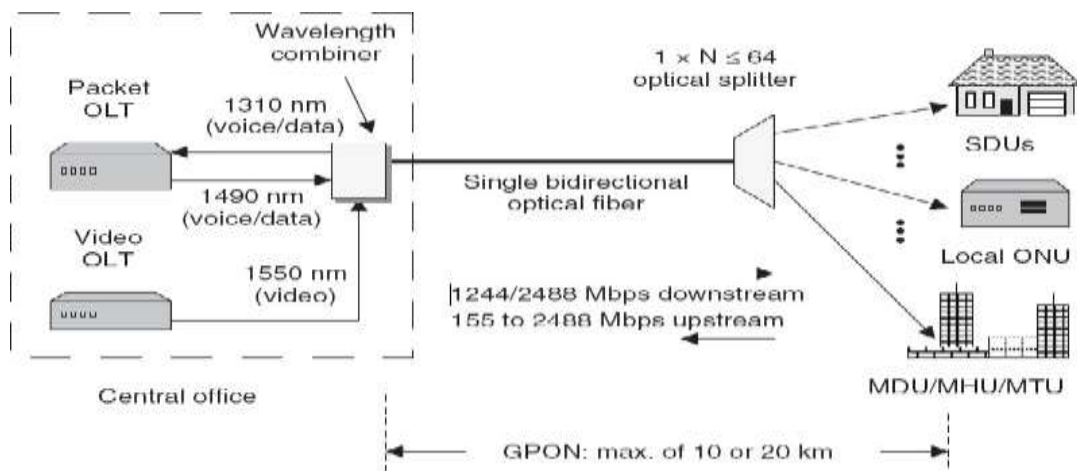 Wavelength
combiner
1 × N ≤ 64
optical splitter
Packet
OLT
1310 nm
(voice/data)
SDUs
1490 nm
(voice/data)
Single bidirectional
optical fiber
Video
OLT
Local ONU
1550 nm
(video)
1244/2488 Mbps downstream
155 to 2488 Mbps upstream
MDU/MHU/MTU
Central office
GPON: max. of 10 or 20 km